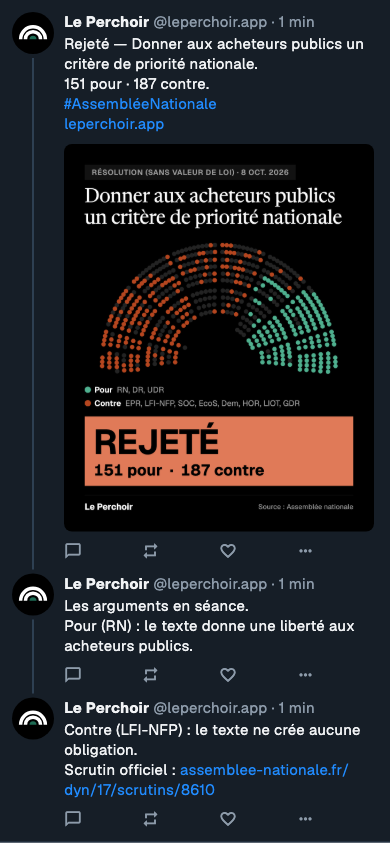 Le Perchoir @leperchoir.app · 1 min
Rejeté — Donner aux acheteurs publics un
critère de priorité nationale.
151 pour · 187 contre.
#AssembléeNationale
leperchoir.app
RÉSOLUTION (SANS VALEUR DE LOI) · 8 OCT. 2026
Donner aux acheteurs publics
un critère de priorité nationale
Pour RN, DR, UDR
Contre EPR, LFI-NFP, SOC, EcoS, Dem, HOR, LIOT, GDR
REJETÉ
151 pour · 187 contre
Le Perchoir
Source : Assemblée nationale
Le Perchoir @leperchoir.app · 1 min
Les arguments en séance.
Pour (RN) : le texte donne une liberté aux
acheteurs publics.
Le Perchoir @leperchoir.app · 1 min
Contre (LFI-NFP) : le texte ne crée aucune
obligation.
Scrutin officiel : assemblee-nationale.fr/
dyn/17/scrutins/8610